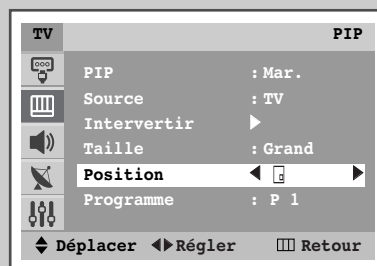 TV PIP
PIP : Mar.
Source : TV
Intervertir
Taille : Grand
Position
Programme : P 1
Déplacer Régler Retour